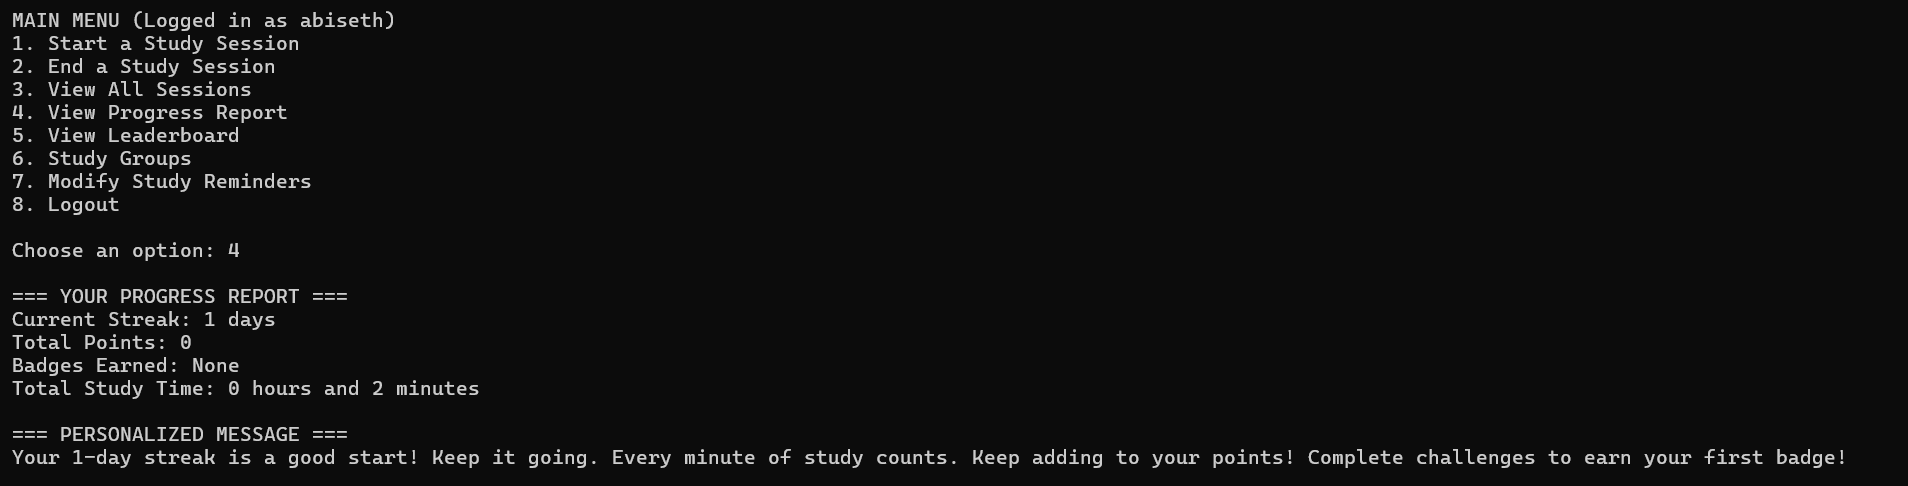 MAIN MENU (Logged in as abiseth)
1. Start a Study Session
2. End a Study Session
3. View All Sessions
4. View Progress Report
5. View Leaderboard
6. Study Groups
7. Modify Study Reminders
8. Logout
Choose an option: 4
=== YOUR PROGRESS REPORT ===
Current Streak: 1 days
Total Points: 0
Badges Earned: None
Total Study Time: 0 hours and 2 minutes
=== PERSONALIZED MESSAGE ===
Your 1-day streak is a good start! Keep it going. Every minute of study counts. Keep adding to your points! Complete challenges to earn your first badge!